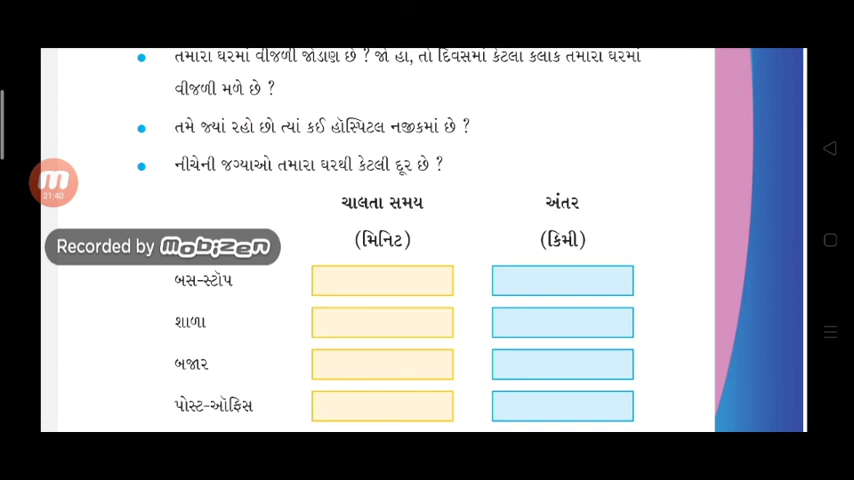 તમારા ઘરમાં વીજળી જોડાણ છે ? જો હા, તો દિવસમાં કેટલા કલાક તમારા ઘરમાં
વીજળી મળે છે ?
તમે જ્યાં રહો છો ત્યાં કઈ હૉસ્પિટલ નજીકમાં છે ?
નીચેની જગ્યાઓ તમારા ઘરથી કેટલી દૂર છે ?
21:40
ચાલતા સમય અંતર
Recorded by mobizen
(મિનિટ) (કિમી)
બસ-સ્ટૉપ
શાળા
બજાર
પોસ્ટ-ઑફિસ